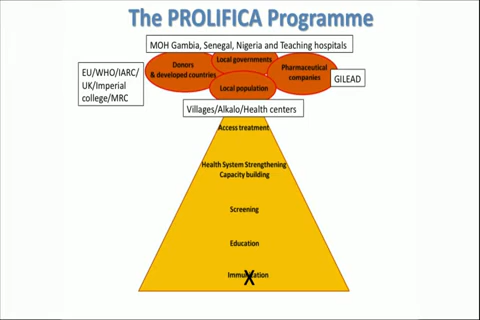 The PROLIFICA Programme
MOH Gambia, Senegal, Nigeria and Teaching hospitals
Local governments
Donors
& developed countries
Pharmaceutical
companies
EU/WHO/IARC/
UK/Imperial
college/MRC
GILEAD
Local population
Villages/Alkalo/Health centers
Access treatment
Health System Strengthening
Capacity building
Screening
Education
Immunization
X